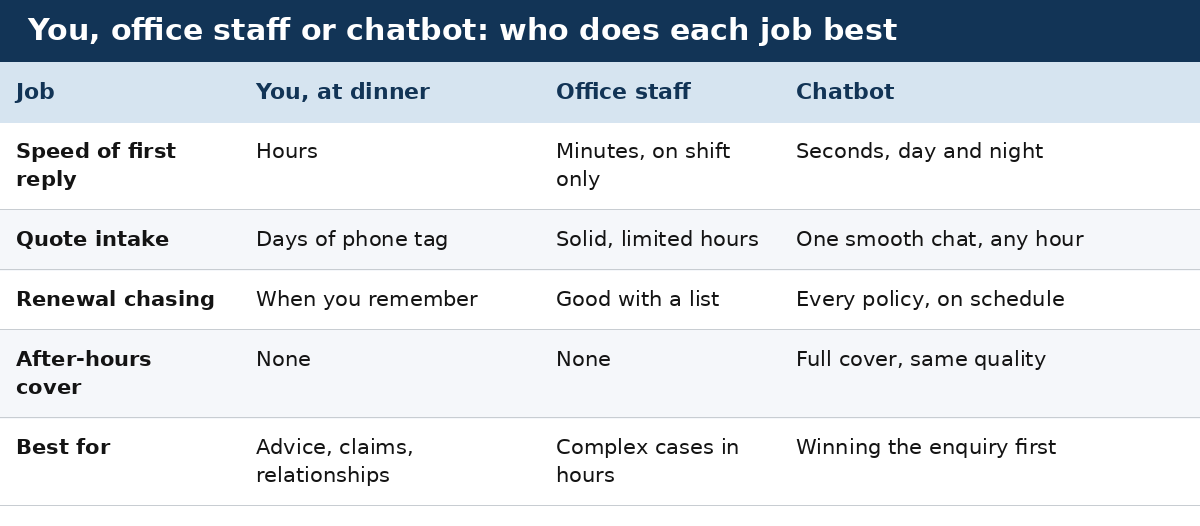 You, office staff or chatbot: who does each job best
Job You, at dinner Office staff Chatbot
Speed of first reply Hours Minutes, on shift only Seconds, day and night
Quote intake Days of phone tag Solid, limited hours One smooth chat, any hour
Renewal chasing When you remember Good with a list Every policy, on schedule
After-hours cover None None Full cover, same quality
Best for Advice, claims, relationships Complex cases in hours Winning the enquiry first